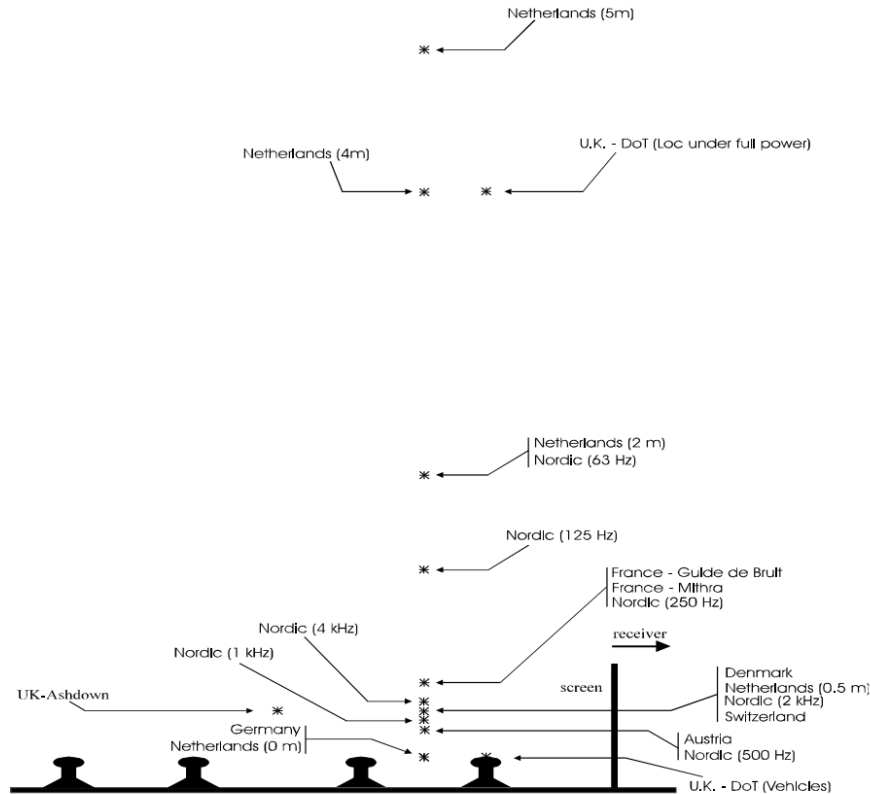 Netherlands (5m)
U.K. - DoT (Loc under full power)
Netherlands (4m)
Netherlands (2 m)
Nordic (63 Hz)
Nordic (125 Hz)
France - Guide de Bruit
France - Mithra
Nordic (250 Hz)
Nordic (4 kHz)
receiver
Nordic (1 kHz)
Denmark
UK-Ashdown
screen
Netherlands (0.5 m)
Nordic (2 kHz)
Switzerland
Germany
Netherlands (0 m)
Austria
Nordic (500 Hz)
U.K. - DoT (Vehicles)